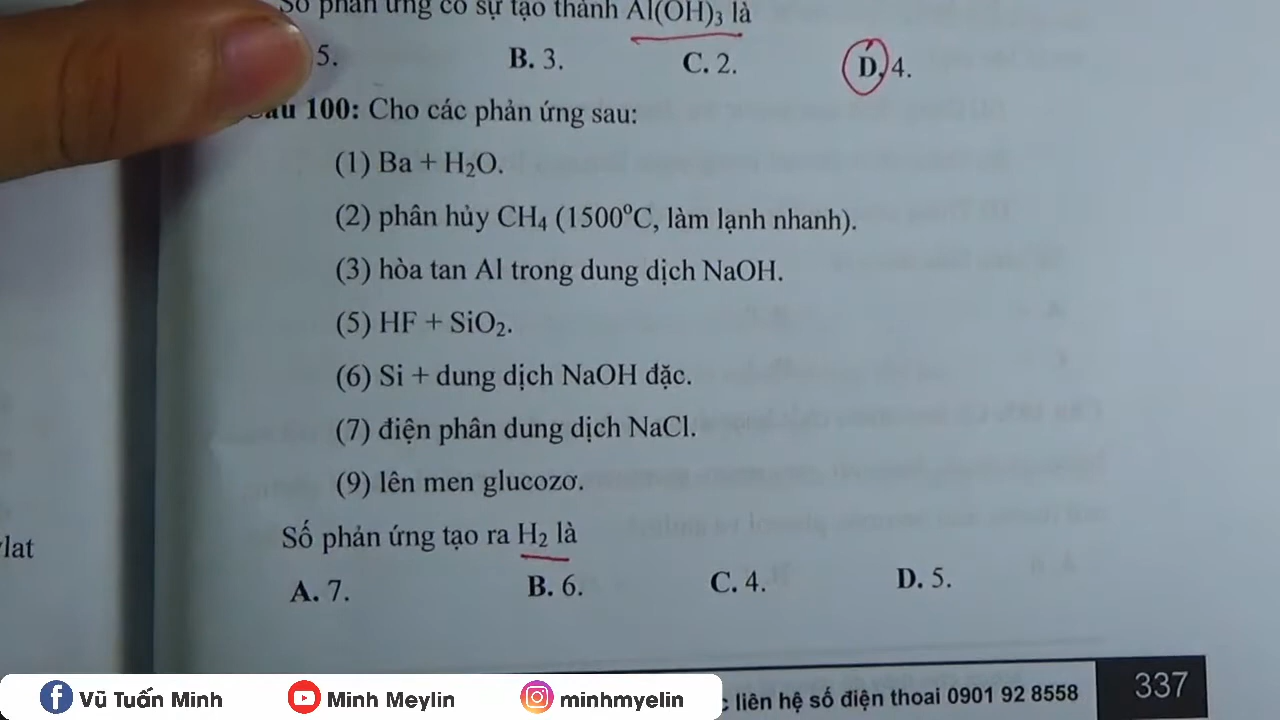 Số phản ứng có sự tạo thành Al(OH)₃ là
5. B. 3. C. 2. D. 4.
100: Cho các phản ứng sau:
(1) Ba + H₂O.
(2) phân hủy CH₄ (1500°C, làm lạnh nhanh).
(3) hòa tan Al trong dung dịch NaOH.
(5) HF + SiO₂.
(6) Si + dung dịch NaOH đặc.
(7) điện phân dung dịch NaCl.
(9) lên men glucozơ.
Số phản ứng tạo ra H₂ là
A. 7. B. 6. C. 4. D. 5.
lat
liên hệ số điện thoai 0901 92 8558
337
Vũ Tuấn Minh
Minh Meylin
minhmyelin